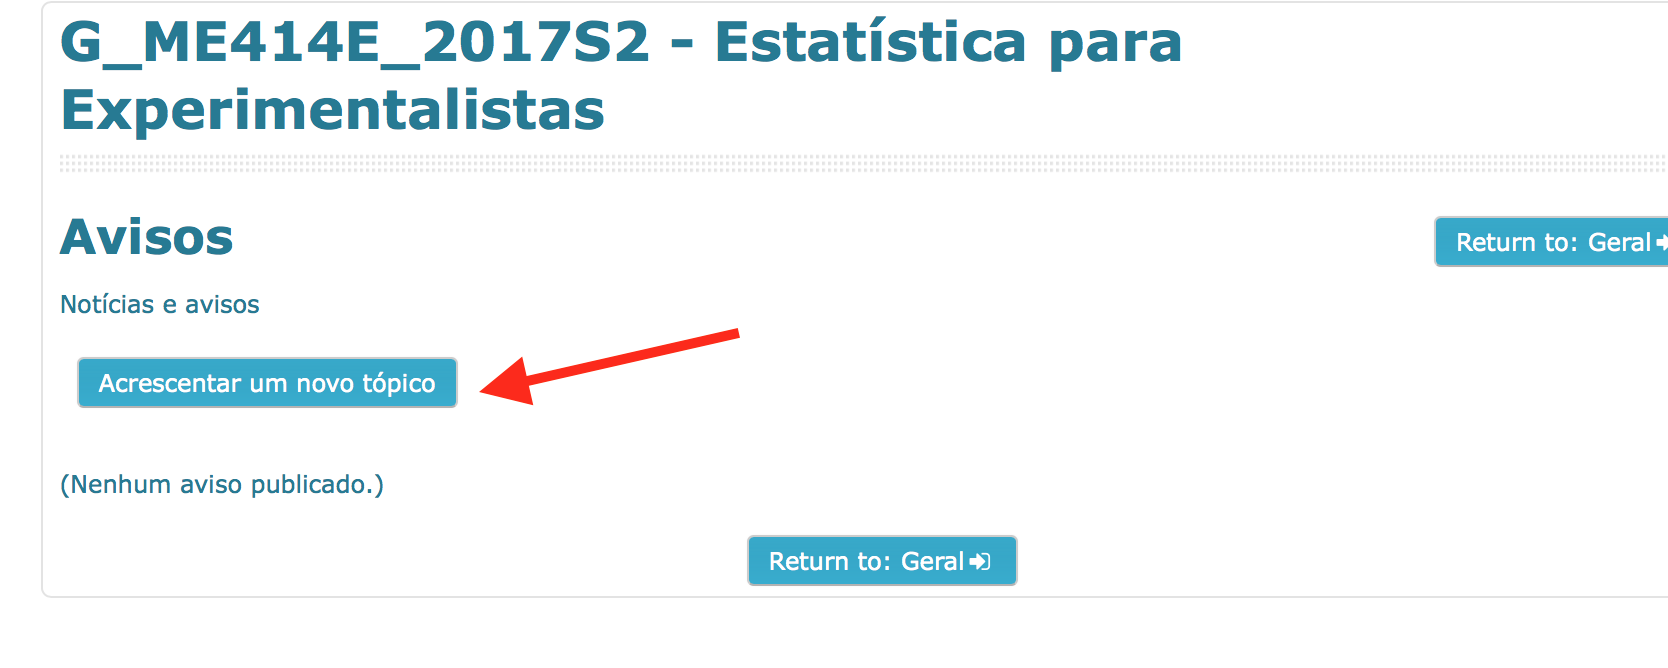 G_ME414E_2017S2 - Estatística para
Experimentalistas
Avisos
Return to: Geral
Notícias e avisos
Acrescentar um novo tópico
(Nenhum aviso publicado.)
Return to: Geral